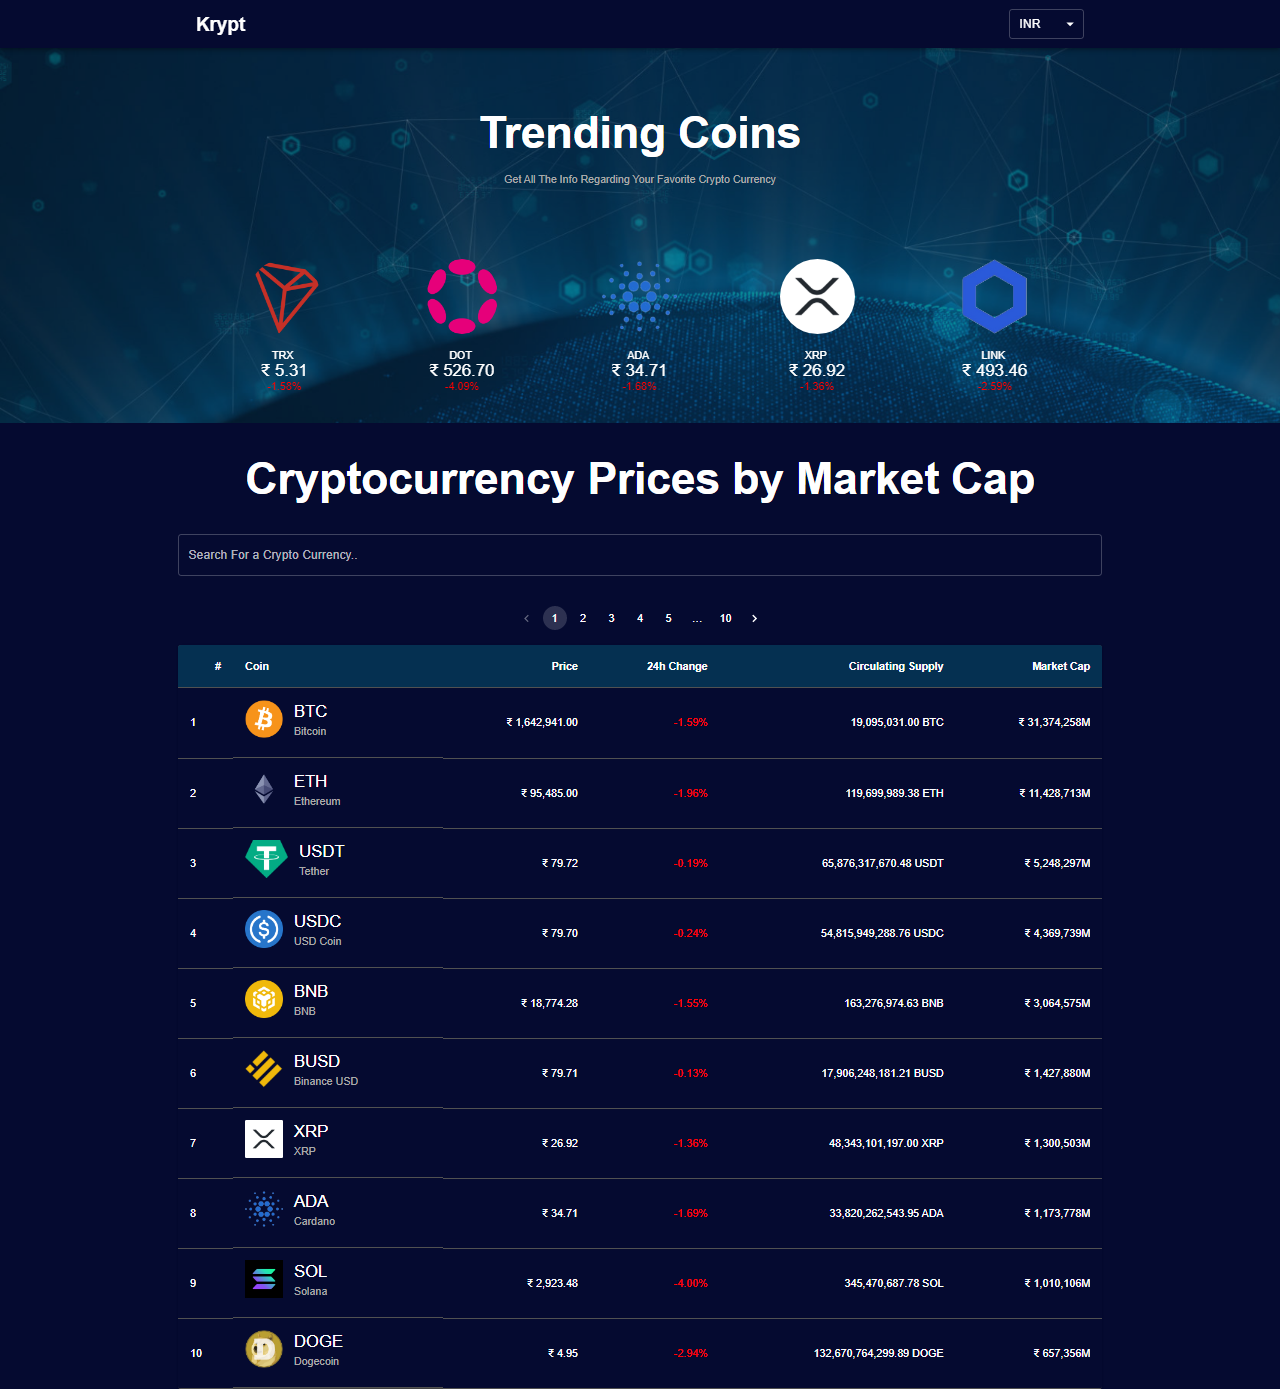 Krypt
INR
Trending Coins
Get All The Info Regarding Your Favorite Crypto Currency
TRX DOT ADA XRP LINK
₹ 5.31 ₹ 526.70 ₹ 34.71 ₹ 26.92 ₹ 493.46
-4.09% -1.68% -1.36%
Cryptocurrency Prices by Market Cap
Search For a Crypto Currency..
1 2 3 4 5 … 10
# Coin Price 24h Change Circulating Supply Market Cap
1 BTC Bitcoin ₹ 1,642,941.00 -1.59% 19,095,031.00 BTC ₹ 31,374,258M
2 ETH Ethereum ₹ 95,485.00 -1.96% 119,699,989.38 ETH ₹ 11,428,713M
3 USDT Tether ₹ 79.72 -0.19% 65,876,317,670.48 USDT ₹ 5,248,297M
4 USDC USD Coin ₹ 79.70 -0.24% 54,815,949,288.76 USDC ₹ 4,369,739M
5 BNB BNB ₹ 18,774.28 -1.55% 163,276,974.63 BNB ₹ 3,064,575M
6 BUSD Binance USD ₹ 79.71 -0.13% 17,906,248,181.21 BUSD ₹ 1,427,880M
7 XRP XRP ₹ 26.92 -1.36% 48,343,101,197.00 XRP ₹ 1,300,503M
8 ADA Cardano ₹ 34.71 -1.69% 33,820,262,543.95 ADA ₹ 1,173,778M
9 SOL Solana ₹ 2,923.48 -4.00% 345,470,687.78 SOL ₹ 1,010,106M
10 DOGE Dogecoin ₹ 4.95 -2.94% 132,670,764,299.89 DOGE ₹ 657,356M